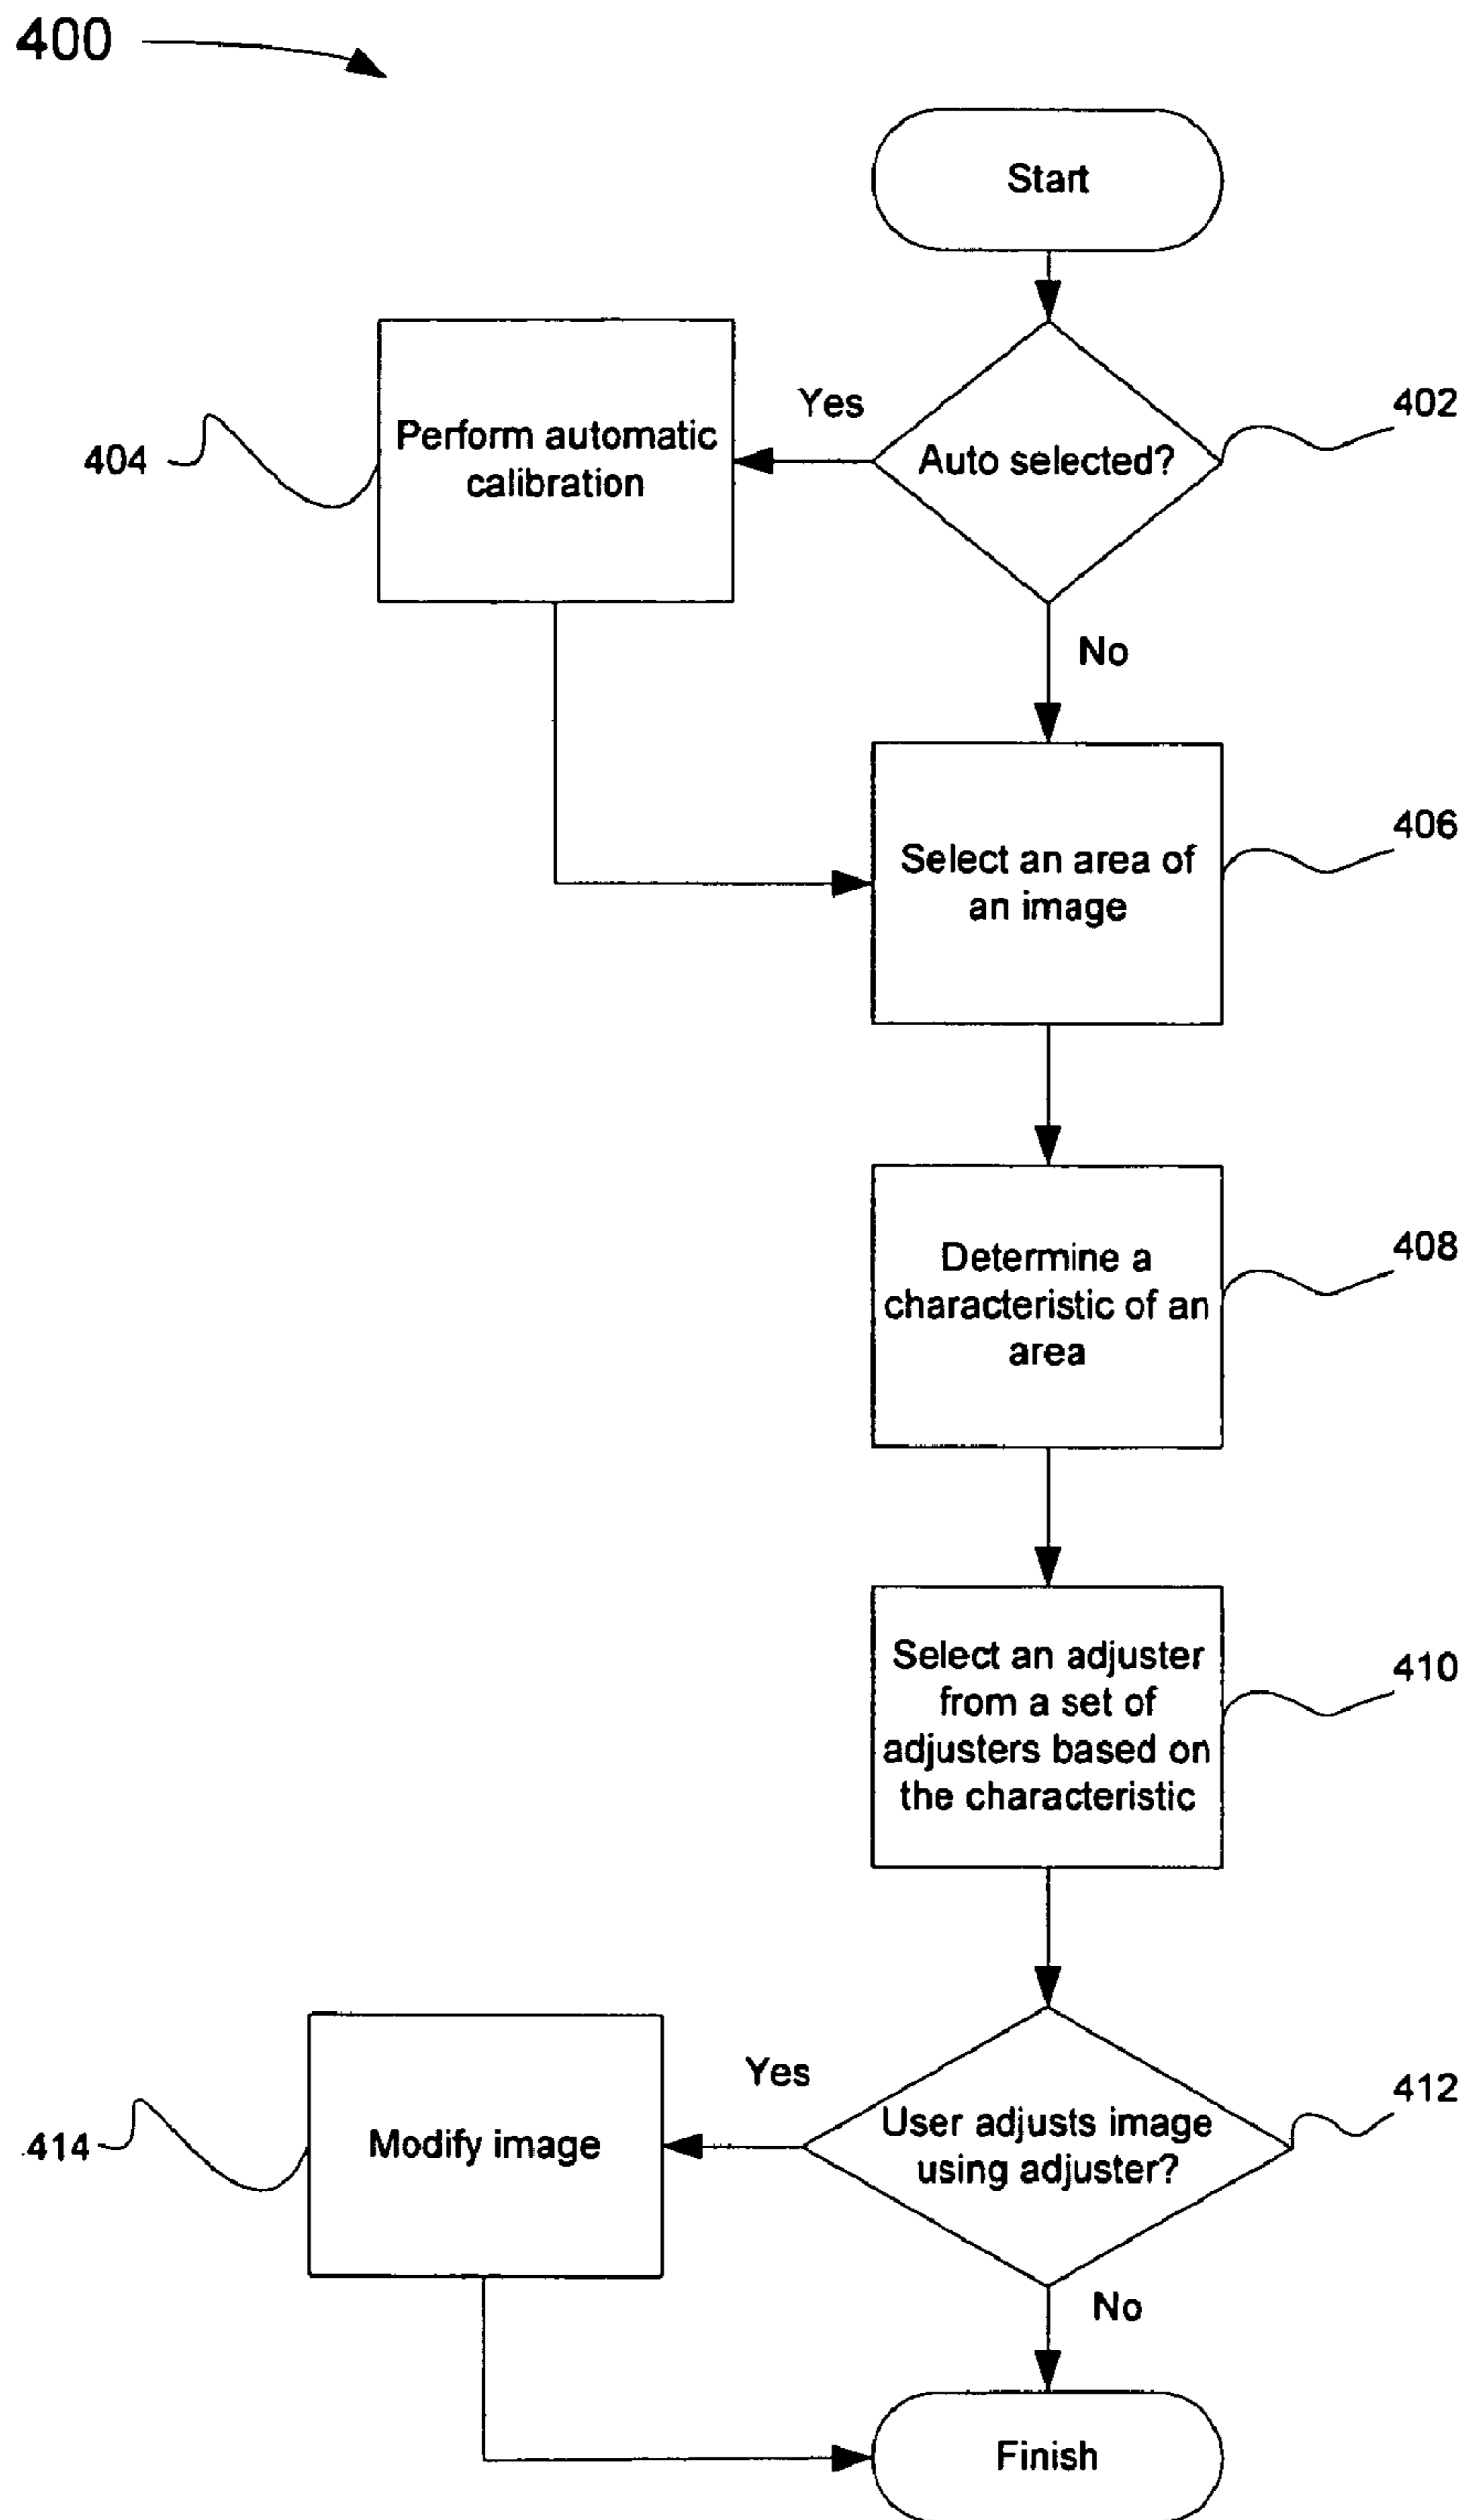 400
Start
Yes
402
404
Perform automatic
calibration
Auto selected?
No
406
Select an area of
an image
408
Determine a
characteristic of an
area
410
Select an adjuster
from a set of
adjusters based on
the characteristic
Yes
412
414
Modify image
User adjusts image
using adjuster?
No
Finish